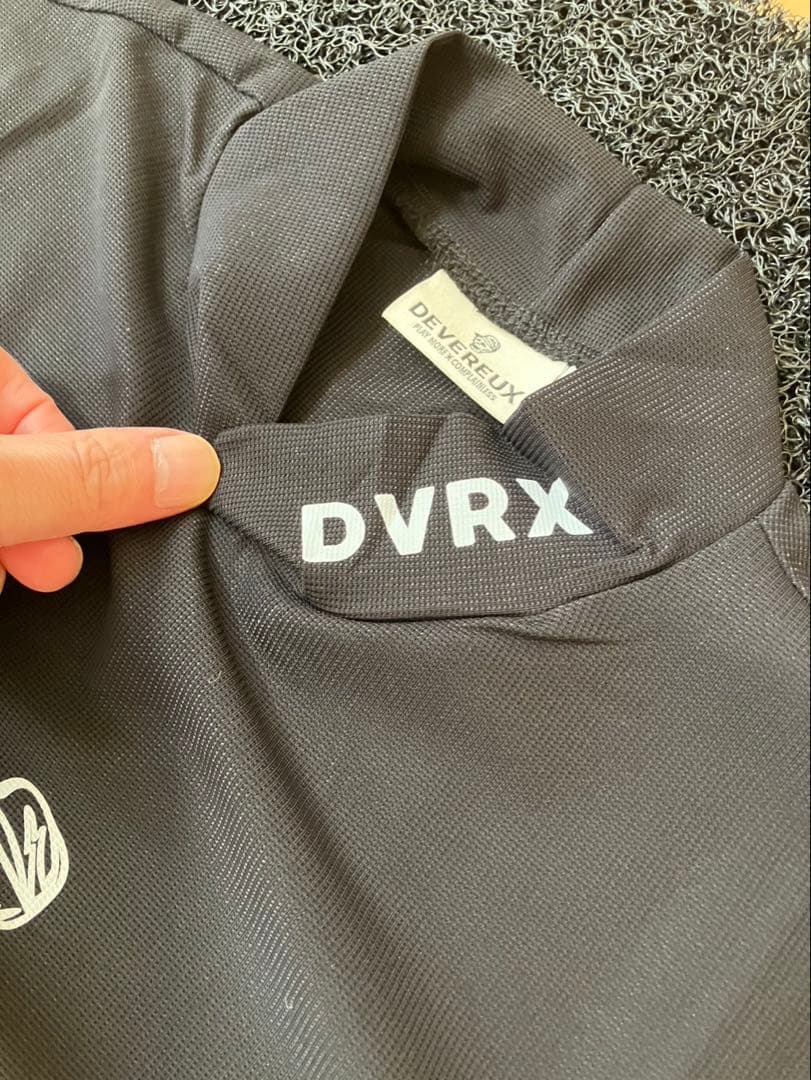 DEVEREUX
PLAY MORE X COMPLAIN LESS
DVRX